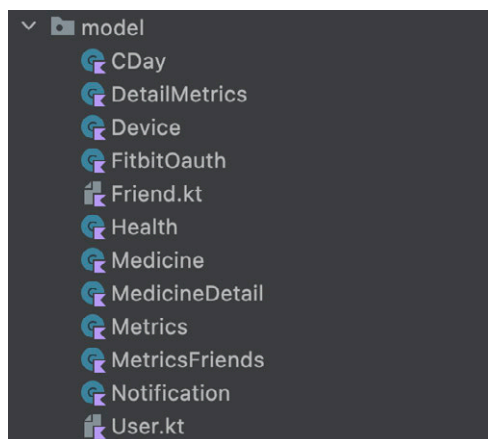 model
CDay
DetailMetrics
Device
FitbitOauth
Friend.kt
Health
Medicine
MedicineDetail
Metrics
MetricsFriends
Notification
User.kt